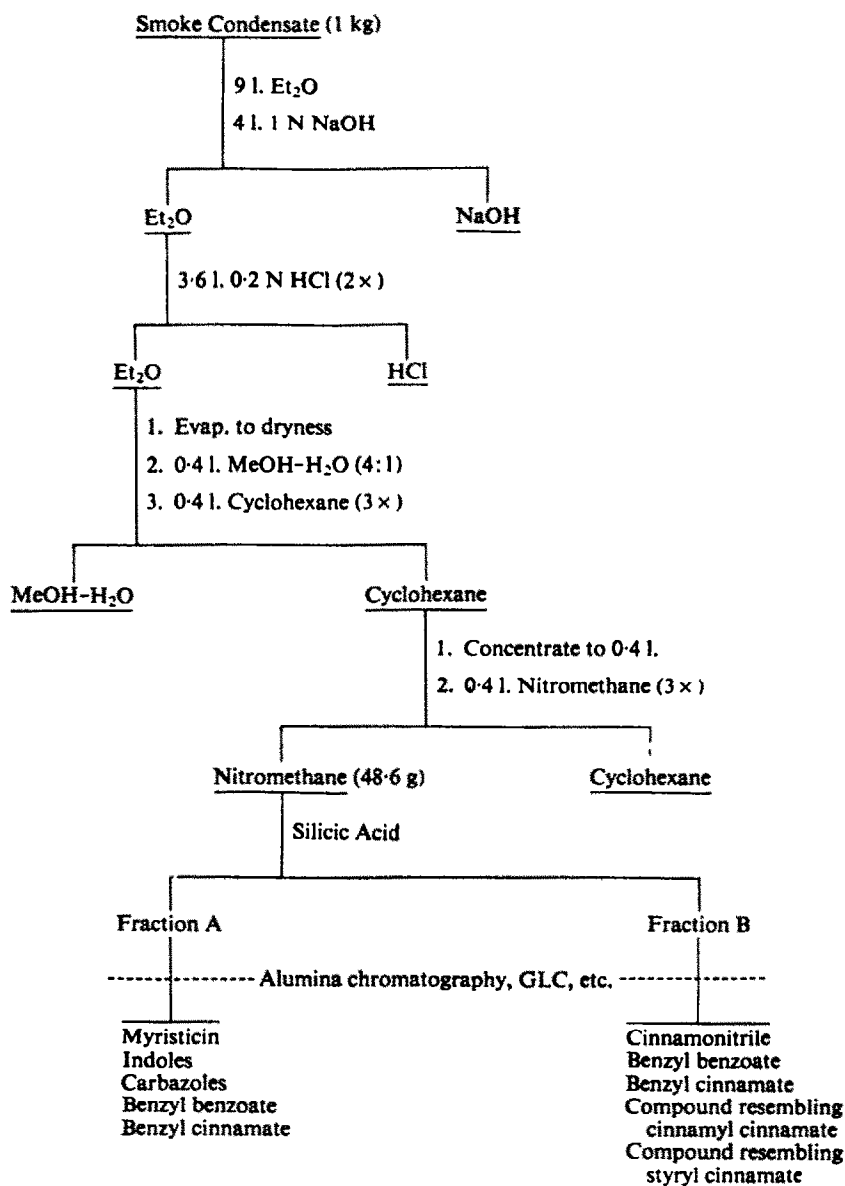 Smoke Condensate (1 kg)
9 l. Et₂O
4 l. 1 N NaOH
Et₂O
NaOH
3·6 l. 0·2 N HCl (2×)
Et₂O
HCl
1. Evap. to dryness
2. 0·4 l. MeOH-H₂O (4:1)
3. 0·4 l. Cyclohexane (3×)
MeOH-H₂O
Cyclohexane
1. Concentrate to 0·4 l.
2. 0·4 l. Nitromethane (3×)
Nitromethane (48·6 g)
Cyclohexane
Silicic Acid
Fraction A
Fraction B
Alumina chromatography, GLC, etc.
Myristicin
Indoles
Carbazoles
Benzyl benzoate
Benzyl cinnamate
Cinnamonitrile
Benzyl benzoate
Benzyl cinnamate
Compound resembling
cinnamyl cinnamate
Compound resembling
styryl cinnamate